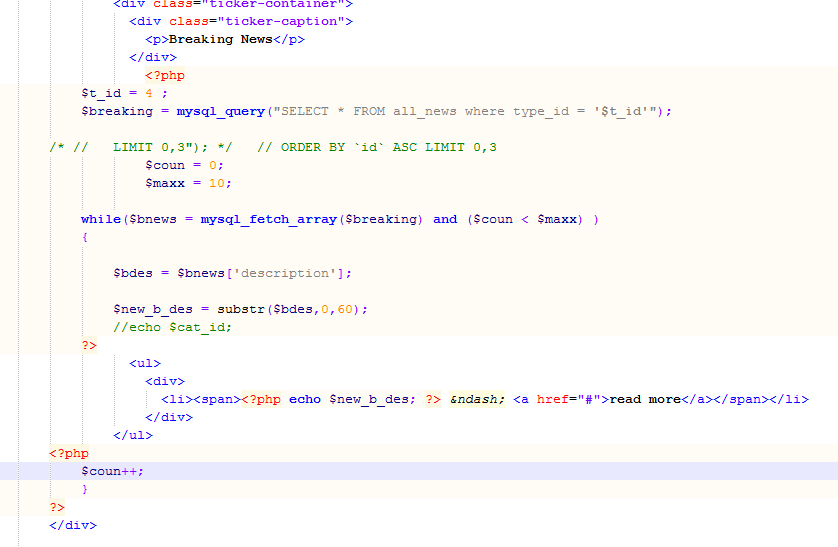 <div class="ticker-container">
<div class="ticker-caption">
<p>Breaking News</p>
</div>
<?php
$t_id = 4 ;
$breaking = mysql_query("SELECT * FROM all_news where type_id = '$t_id'");
/* //   LIMIT 0,3"); */   // ORDER BY `id` ASC LIMIT 0,3
$coun = 0;
$maxx = 10;
while($bnews = mysql_fetch_array($breaking) and ($coun < $maxx) )
{
$bdes = $bnews['description'];
$new_b_des = substr($bdes,0,60);
//echo $cat_id;
?>
<ul>
<div>
<li><span><?php echo $new_b_des; ?> &ndash; <a href="#">read more</a></span></li>
</div>
</ul>
<?php
$coun++;
}
?>
</div>